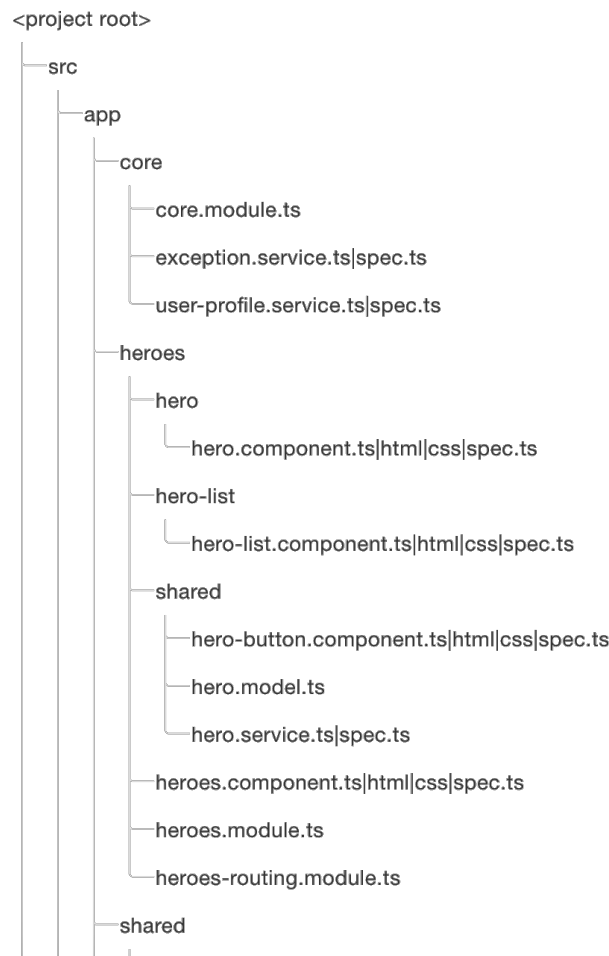 <project root>
src
app
core
core.module.ts
exception.service.ts|spec.ts
user-profile.service.ts|spec.ts
heroes
hero
hero.component.ts|html|css|spec.ts
hero-list
hero-list.component.ts|html|css|spec.ts
shared
hero-button.component.ts|html|css|spec.ts
hero.model.ts
hero.service.ts|spec.ts
heroes.component.ts|html|css|spec.ts
heroes.module.ts
heroes-routing.module.ts
shared